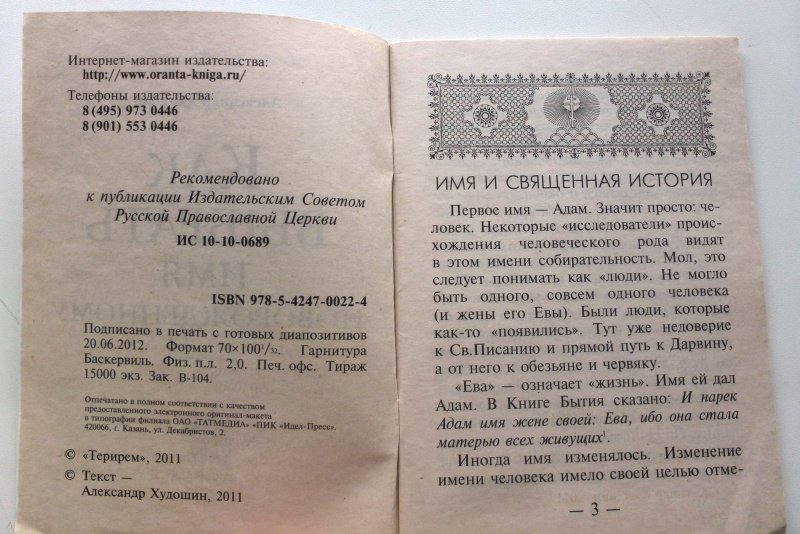 Интернет-магазин издательства:
http://www.oranta-kniga.ru/
Телефоны издательства:
8 (495) 973 0446
8 (901) 553 0446
Рекомендовано
к публикации Издательским Советом
Русской Православной Церкви
ИС 10-10-0689
ISBN 978-5-4247-0022-4
Подписано в печать с готовых диапозитивов
20.06.2012. Формат 70×100¹/₃₂. Гарнитура
Баскервиль. Физ. п.л. 2,0. Печ. офс. Тираж
15000 экз. Зак. В-104.
Отпечатано в полном соответствии с качеством
предоставленного электронного оригинал-макета
в типографии филиала ОАО «ТАТМЕДИА» «ПИК «Идел-Пресс».
420066, г. Казань, ул. Декабристов, 2.
© «Терирем», 2011
© Текст —
Александр Худошин, 2011
ИМЯ И СВЯЩЕННАЯ ИСТОРИЯ
Первое имя — Адам. Значит просто: че-
ловек. Некоторые «исследователи» проис-
хождения человеческого рода видят
в этом имени собирательность. Мол, это
следует понимать как «люди». Не могло
быть одного, совсем одного человека
(и жены его Евы). Были люди, которые
как-то «появились». Тут уже недоверие
к Св.Писанию и прямой путь к Дарвину,
а от него к обезьяне и червяку.
«Ева» — означает «жизнь». Имя ей дал
Адам. В Книге Бытия сказано: И нарек
Адам имя жене своей: Ева, ибо она стала
матерью всех живущих¹.
Иногда имя изменялось. Изменение
имени человека имело своей целью отме-
— 3 —